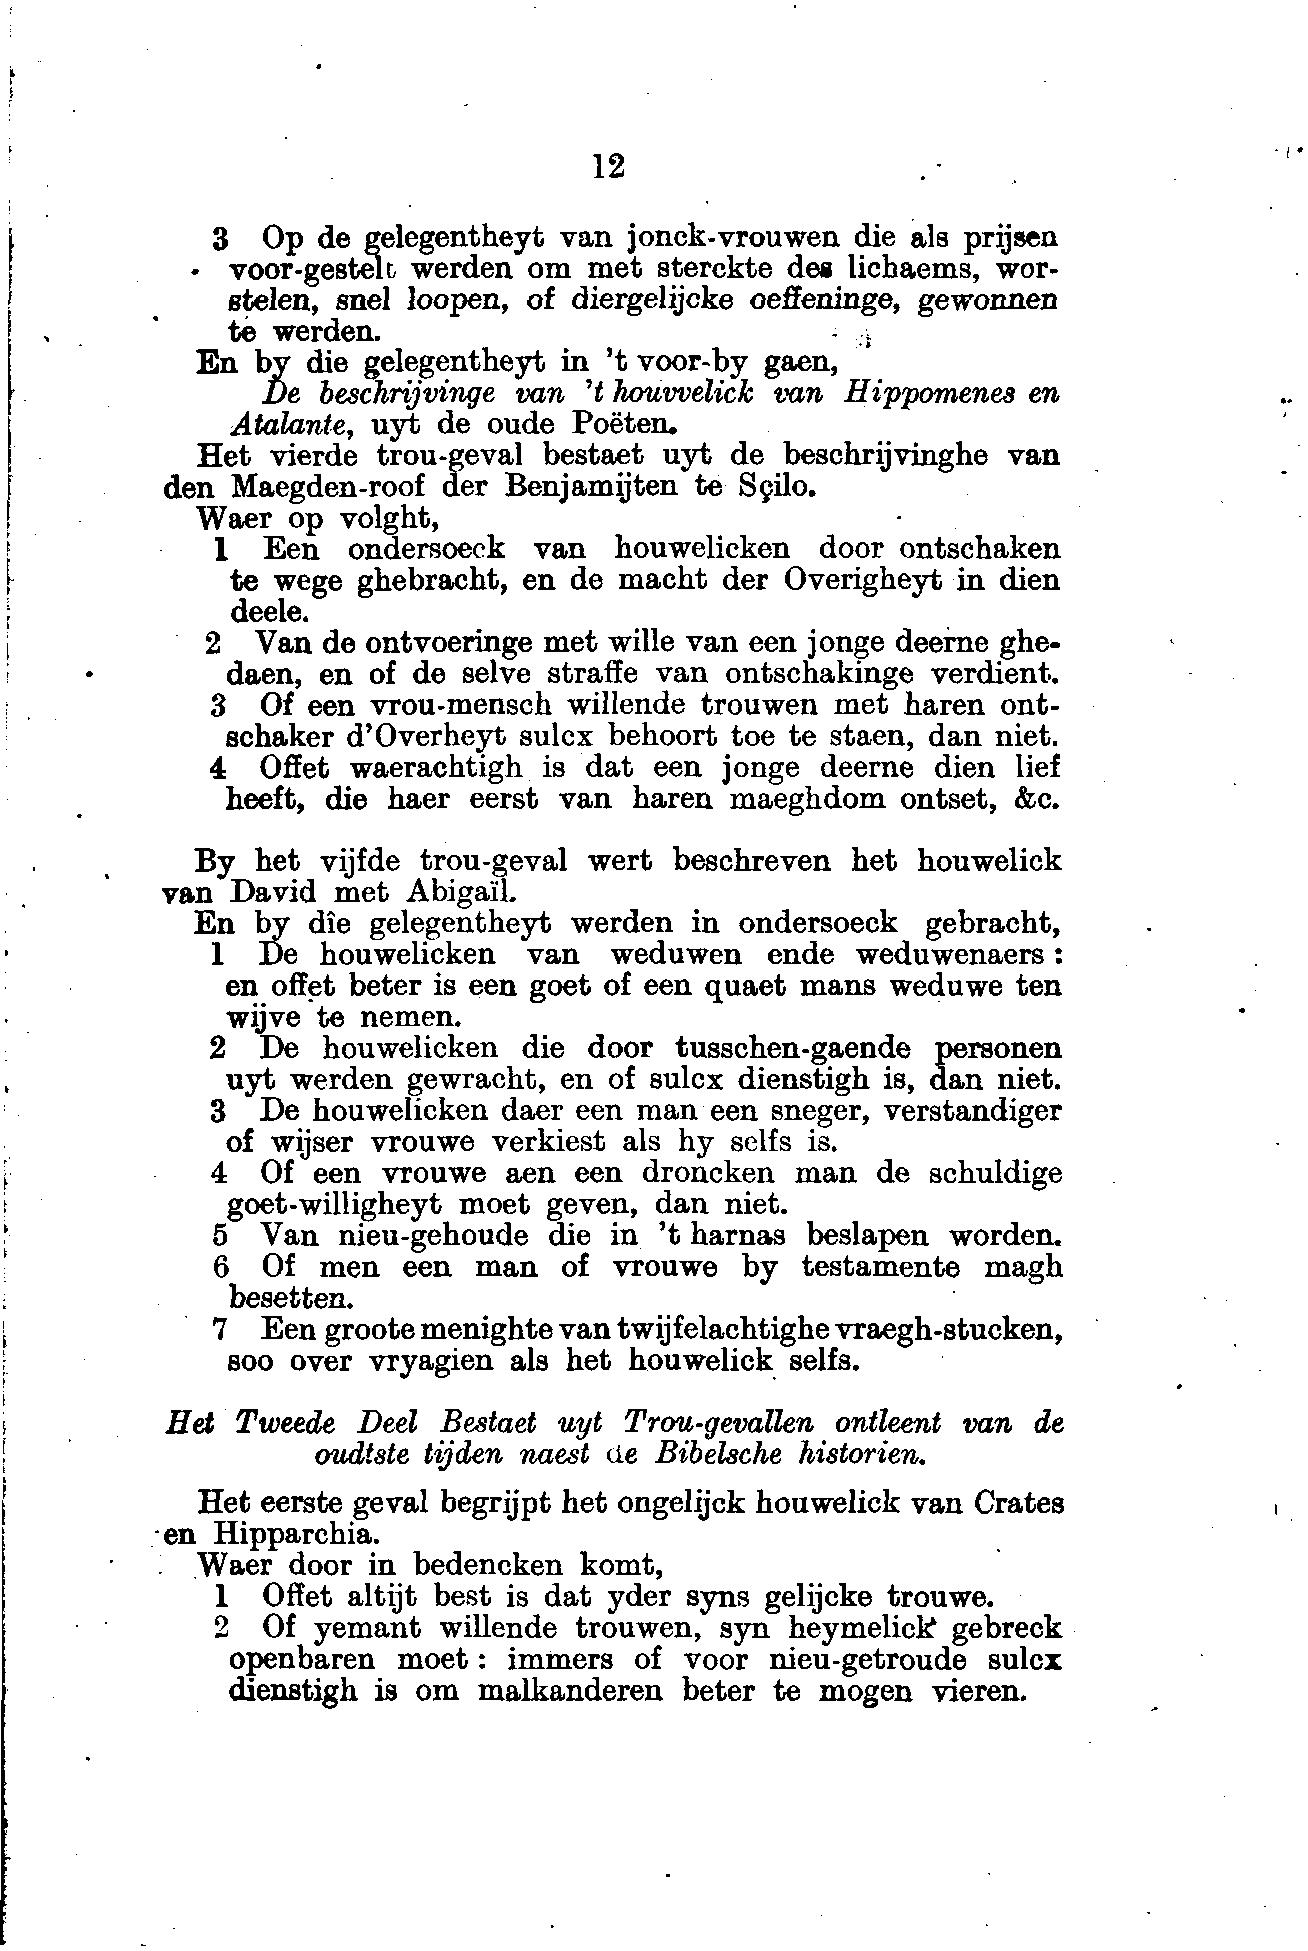 12
3 Op de gelegentheyt van jonck-vrouwen die als prijsen
voor-gestelt werden om met sterckte des lichaems, wor-
stelen, snel loopen, of diergelijcke oeffeninge, gewonnen
te werden.
En by die gelegentheyt in 't voor-by gaen,
De beschrijvinge van 't houvvelick van Hippomenes en
Atalante, uyt de oude Poëten.
Het vierde trou-geval bestaet uyt de beschrijvinghe van
den Maegden-roof der Benjamijten te Sçilo.
Waer op volght,
1 Een ondersoeck van houwelicken door ontschaken
te wege ghebracht, en de macht der Overigheyt in dien
deele.
2 Van de ontvoeringe met wille van een jonge deerne ghe-
daen, en of de selve straffe van ontschakinge verdient.
3 Of een vrou-mensch willende trouwen met haren ont-
schaker d'Overheyt sulcx behoort toe te staen, dan niet.
4 Offet waerachtigh is dat een jonge deerne dien lief
heeft, die haer eerst van haren maeghdom ontset, &c.
By het vijfde trou-geval wert beschreven het houwelick
van David met Abigaïl.
En by die gelegentheyt werden in ondersoeck gebracht,
1 De houwelicken van weduwen ende weduwenaers :
en offet beter is een goet of een quaet mans weduwe ten
wijve te nemen.
2 De houwelicken die door tusschen-gaende personen
uyt werden gewracht, en of sulcx dienstigh is, dan niet.
3 De houwelicken daer een man een sneger, verstandiger
of wijser vrouwe verkiest als hy selfs is.
4 Of een vrouwe aen een droncken man de schuldige
goet-willigheyt moet geven, dan niet.
5 Van nieu-gehoude die in 't harnas beslapen worden.
6 Of men een man of vrouwe by testamente magh
besetten.
7 Een groote menighte van twijfelachtighe vraegh-stucken,
soo over vryagien als het houwelick selfs.
Het Tweede Deel Bestaet uyt Trou-gevallen ontleent van de
oudtste tijden naest de Bibelsche historien.
Het eerste geval begrijpt het ongelijck houwelick van Crates
en Hipparchia.
Waer door in bedencken komt,
1 Offet altijt best is dat yder syns gelijcke trouwe.
2 Of yemant willende trouwen, syn heymelick gebreck
openbaren moet : immers of voor nieu-getroude sulcx
dienstigh is om malkanderen beter te mogen vieren.